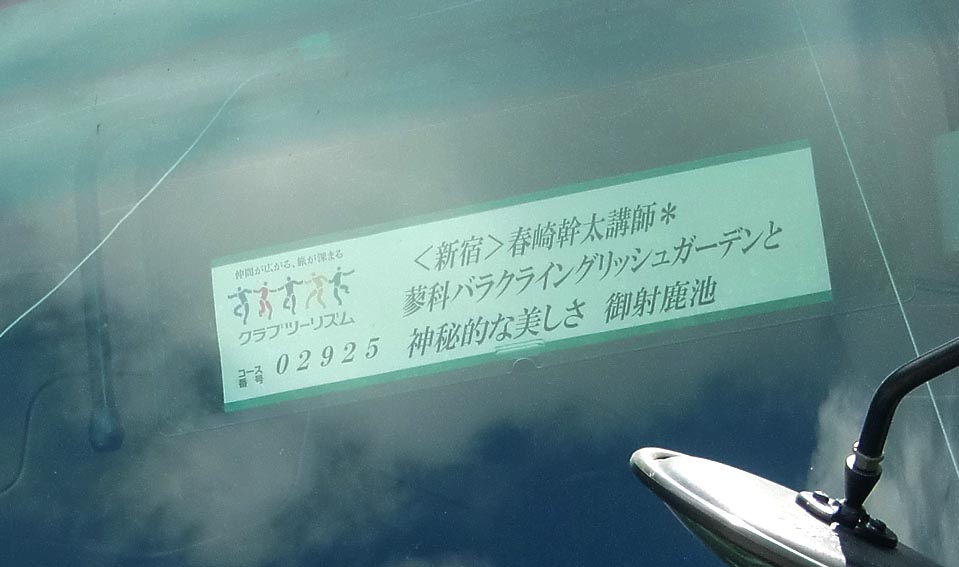 仲間が広がる、旅が深まる
クラブツーリズム
コース番号 02925
＜新宿＞春崎幹太講師＊
蓼科バラクライングリッシュガーデンと
神秘的な美しさ 御射鹿池